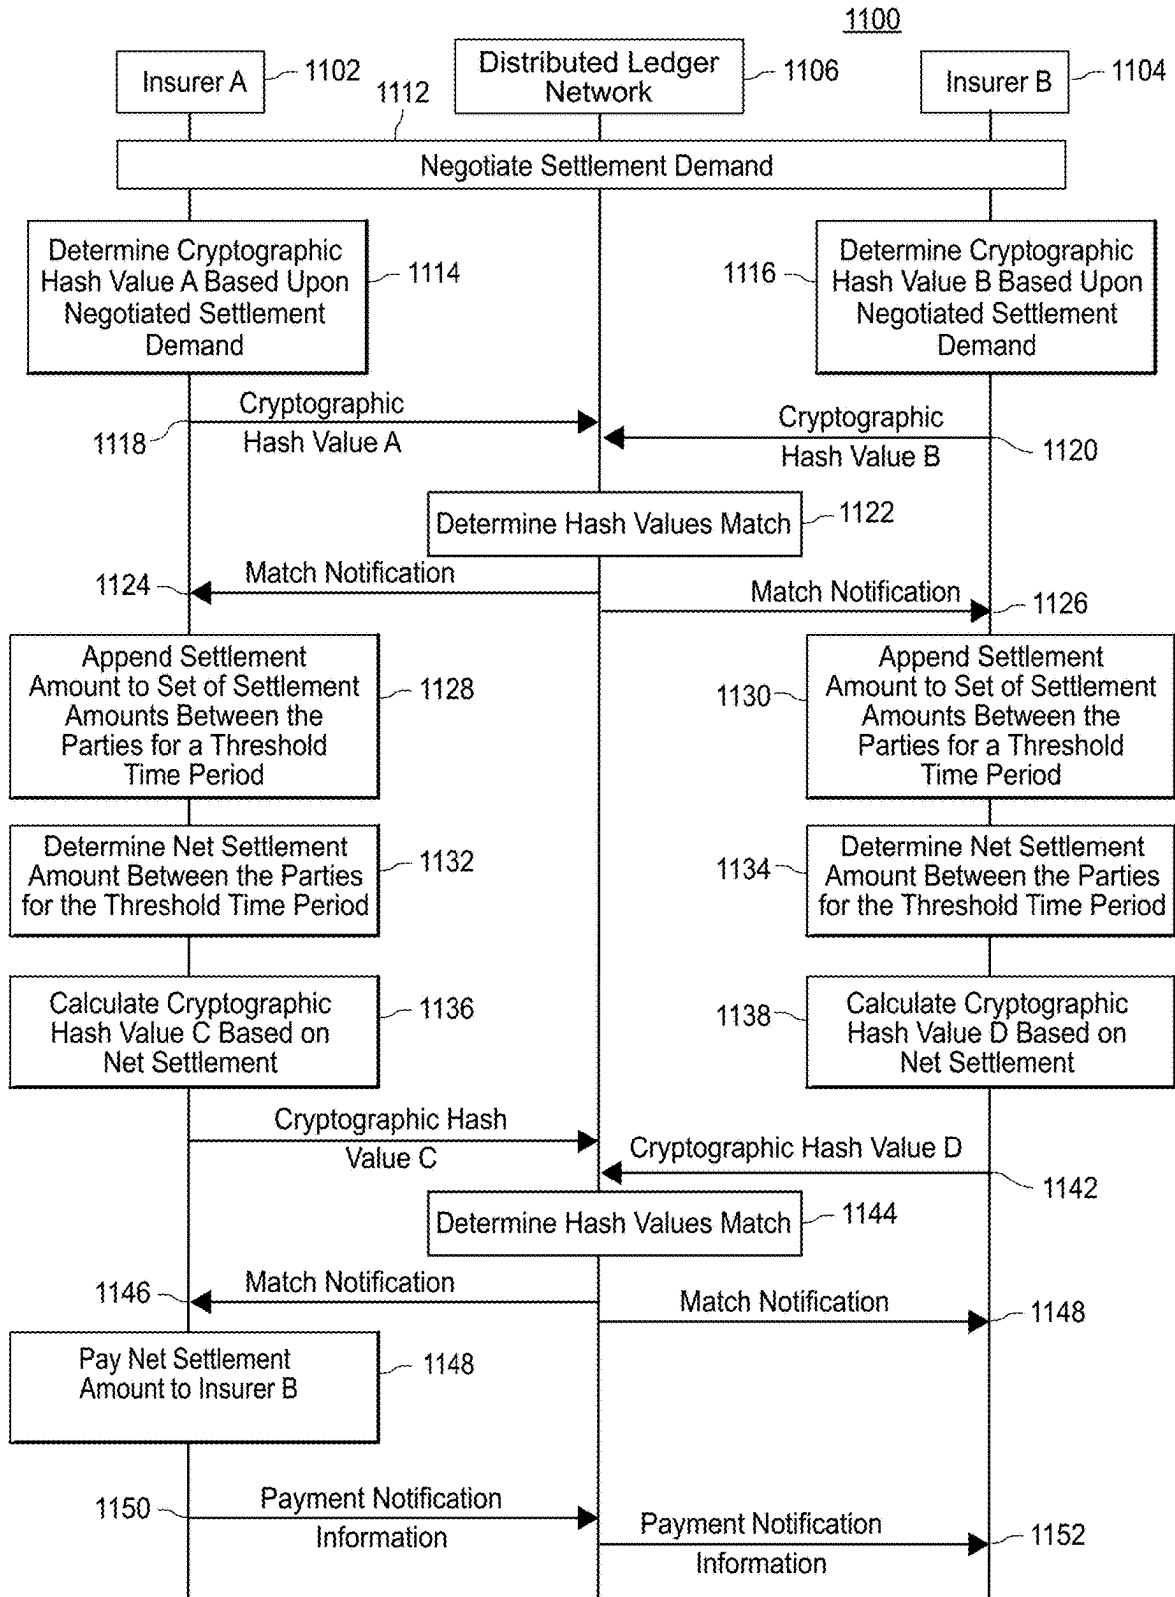 1100
Insurer A
1102
Distributed Ledger
Network
1106
Insurer B
1104
1112
Negotiate Settlement Demand
Determine Cryptographic
Hash Value A Based Upon
Negotiated Settlement
Demand
1114
1116
Determine Cryptographic
Hash Value B Based Upon
Negotiated Settlement
Demand
Cryptographic
Hash Value A
1118
Cryptographic
Hash Value B
1120
Determine Hash Values Match
1122
Match Notification
1124
Match Notification
1126
Append Settlement
Amount to Set of Settlement
Amounts Between the
Parties for a Threshold
Time Period
1128
1130
Append Settlement
Amount to Set of Settlement
Amounts Between the
Parties for a Threshold
Time Period
Determine Net Settlement
Amount Between the Parties
for the Threshold Time Period
1132
1134
Determine Net Settlement
Amount Between the Parties
for the Threshold Time Period
Calculate Cryptographic
Hash Value C Based on
Net Settlement
1136
1138
Calculate Cryptographic
Hash Value D Based on
Net Settlement
Cryptographic Hash
Value C
Cryptographic Hash Value D
1142
Determine Hash Values Match
1144
Match Notification
1146
Match Notification
1148
Pay Net Settlement
Amount to Insurer B
1148
1150
Payment Notification
Information
Payment Notification
Information
1152